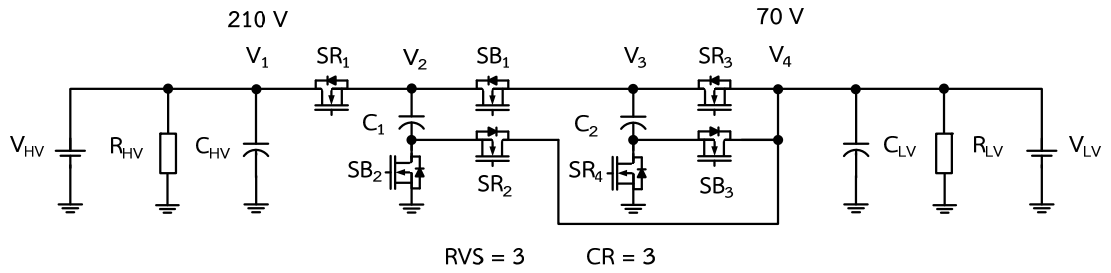 210 V
70 V
V1 SR1 V2 SB1 V3 SR3 V4
C1 C2
VHV RHV CHV SB2 SR2 SR4 SB3 CLV RLV VLV
RVS = 3 CR = 3